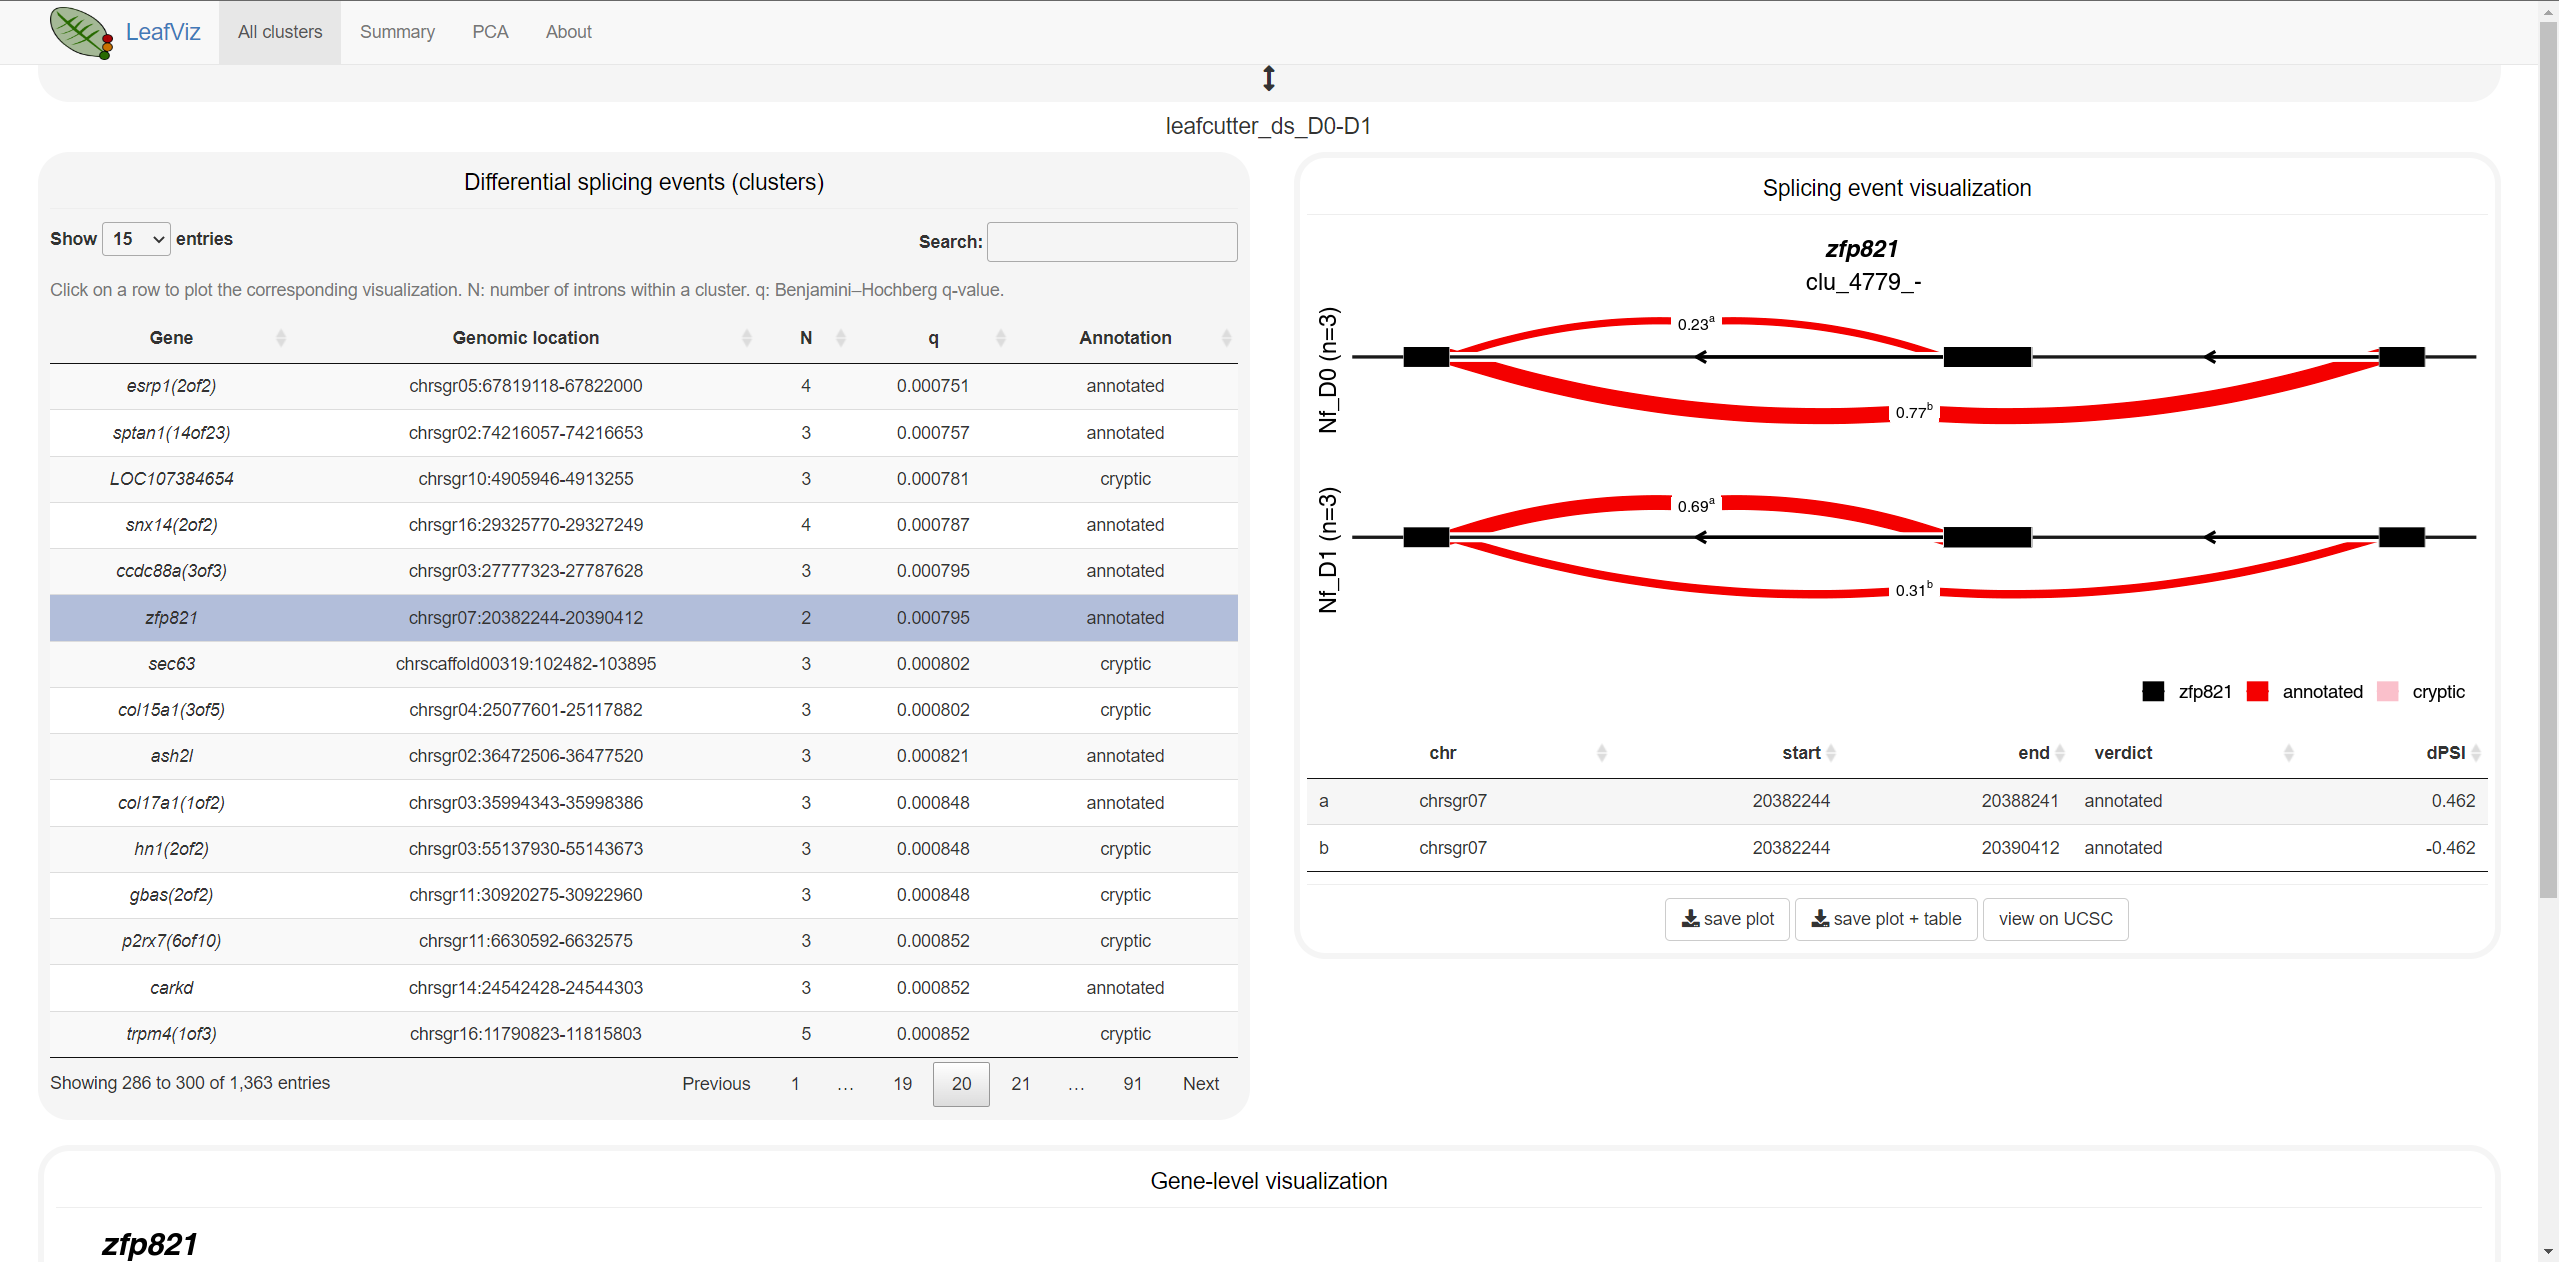 LeafViz All clusters Summary PCA About
leafcutter_ds_D0-D1
Differential splicing events (clusters)
Show 15 entries Search:
Click on a row to plot the corresponding visualization. N: number of introns within a cluster. q: Benjamini–Hochberg q-value.
Gene Genomic location N q Annotation
esrp1(2of2) chrsgr05:67819118-67822000 4 0.000751 annotated
sptan1(14of23) chrsgr02:74216057-74216653 3 0.000757 annotated
LOC107384654 chrsgr10:4905946-4913255 3 0.000781 cryptic
snx14(2of2) chrsgr16:29325770-29327249 4 0.000787 annotated
ccdc88a(3of3) chrsgr03:27777323-27787628 3 0.000795 annotated
zfp821 chrsgr07:20382244-20390412 2 0.000795 annotated
sec63 chrscaffold00319:102482-103895 3 0.000802 cryptic
col15a1(3of5) chrsgr04:25077601-25117882 3 0.000802 cryptic
ash2l chrsgr02:36472506-36477520 3 0.000821 annotated
col17a1(1of2) chrsgr03:35994343-35998386 3 0.000848 annotated
hn1(2of2) chrsgr03:55137930-55143673 3 0.000848 cryptic
gbas(2of2) chrsgr11:30920275-30922960 3 0.000848 cryptic
p2rx7(6of10) chrsgr11:6630592-6632575 3 0.000852 cryptic
carkd chrsgr14:24542428-24544303 3 0.000852 annotated
trpm4(1of3) chrsgr16:11790823-11815803 5 0.000852 cryptic
Showing 286 to 300 of 1,363 entries Previous 1 … 19 20 21 … 91 Next
Splicing event visualization
zfp821
clu_4779_-
Nf_D0 (n=3)
0.23a
0.77b
Nf_D1 (n=3)
0.69a
0.31b
zfp821 annotated cryptic
chr start end verdict dPSI
a chrsgr07 20382244 20388241 annotated 0.462
b chrsgr07 20382244 20390412 annotated -0.462
save plot save plot + table view on UCSC
Gene-level visualization
zfp821